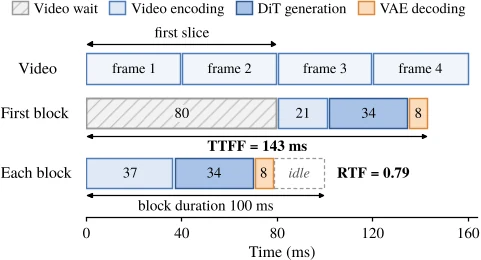 Video wait Video encoding DiT generation VAE decoding
first slice
Video frame 1 frame 2 frame 3 frame 4
First block 80 21 34 8
TTFF = 143 ms
Each block 37 34 8 idle RTF = 0.79
block duration 100 ms
0 40 80 120 160
Time (ms)